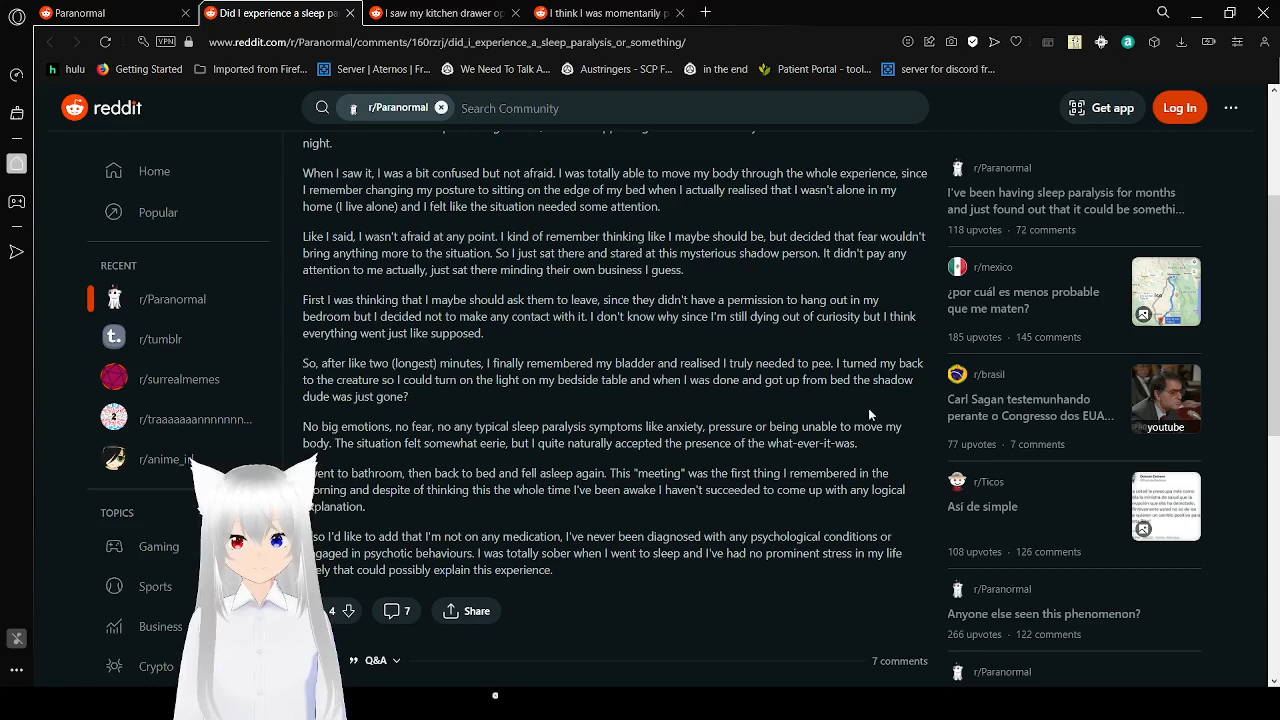 Paranormal
Did I experience a sleep par
I saw my kitchen drawer op
I think I was momentarily p
VPN
www.reddit.com/r/Paranormal/comments/160rzrj/did_i_experience_a_sleep_paralysis_or_something/
hulu
Getting Started
Imported from Firef...
Server | Aternos | Fr...
We Need To Talk A...
Austringers - SCP F...
in the end
Patient Portal - tool...
server for discord fr...
reddit
r/Paranormal
Search Community
Get app
Log In
Home
Popular
RECENT
r/Paranormal
r/tumblr
r/surrealmemes
r/traaaaaaannnnnnn...
r/anime_i
TOPICS
Gaming
Sports
Business
Crypto
night.
When I saw it, I was a bit confused but not afraid. I was totally able to move my body through the whole experience, since
I remember changing my posture to sitting on the edge of my bed when I actually realised that I wasn't alone in my
home (I live alone) and I felt like the situation needed some attention.
Like I said, I wasn't afraid at any point. I kind of remember thinking like I maybe should be, but decided that fear wouldn't
bring anything more to the situation. So I just sat there and stared at this mysterious shadow person. It didn't pay any
attention to me actually, just sat there minding their own business I guess.
First I was thinking that I maybe should ask them to leave, since they didn't have a permission to hang out in my
bedroom but I decided not to make any contact with it. I don't know why since I'm still dying out of curiosity but I think
everything went just like supposed.
So, after like two (longest) minutes, I finally remembered my bladder and realised I truly needed to pee. I turned my back
to the creature so I could turn on the light on my bedside table and when I was done and got up from bed the shadow
dude was just gone?
No big emotions, no fear, no any typical sleep paralysis symptoms like anxiety, pressure or being unable to move my
body. The situation felt somewhat eerie, but I quite naturally accepted the presence of the what-ever-it-was.
ent to bathroom, then back to bed and fell asleep again. This "meeting" was the first thing I remembered in the
orning and despite of thinking this the whole time I've been awake I haven't succeeded to come up with any logical
planation.
so I'd like to add that I'm not on any medication, I've never been diagnosed with any psychological conditions or
gaged in psychotic behaviours. I was totally sober when I went to sleep and I've had no prominent stress in my life
ely that could possibly explain this experience.
4
7
Share
Q&A
7 comments
r/Paranormal
I've been having sleep paralysis for months
and just found out that it could be somethi...
118 upvotes · 72 comments
r/mexico
¿por cuál es menos probable
que me maten?
185 upvotes · 145 comments
r/brasil
Carl Sagan testemunhando
perante o Congresso dos EUA...
youtube
77 upvotes · 7 comments
r/Ticos
Asi de simple
108 upvotes · 126 comments
r/Paranormal
Anyone else seen this phenomenon?
266 upvotes · 122 comments
r/Paranormal